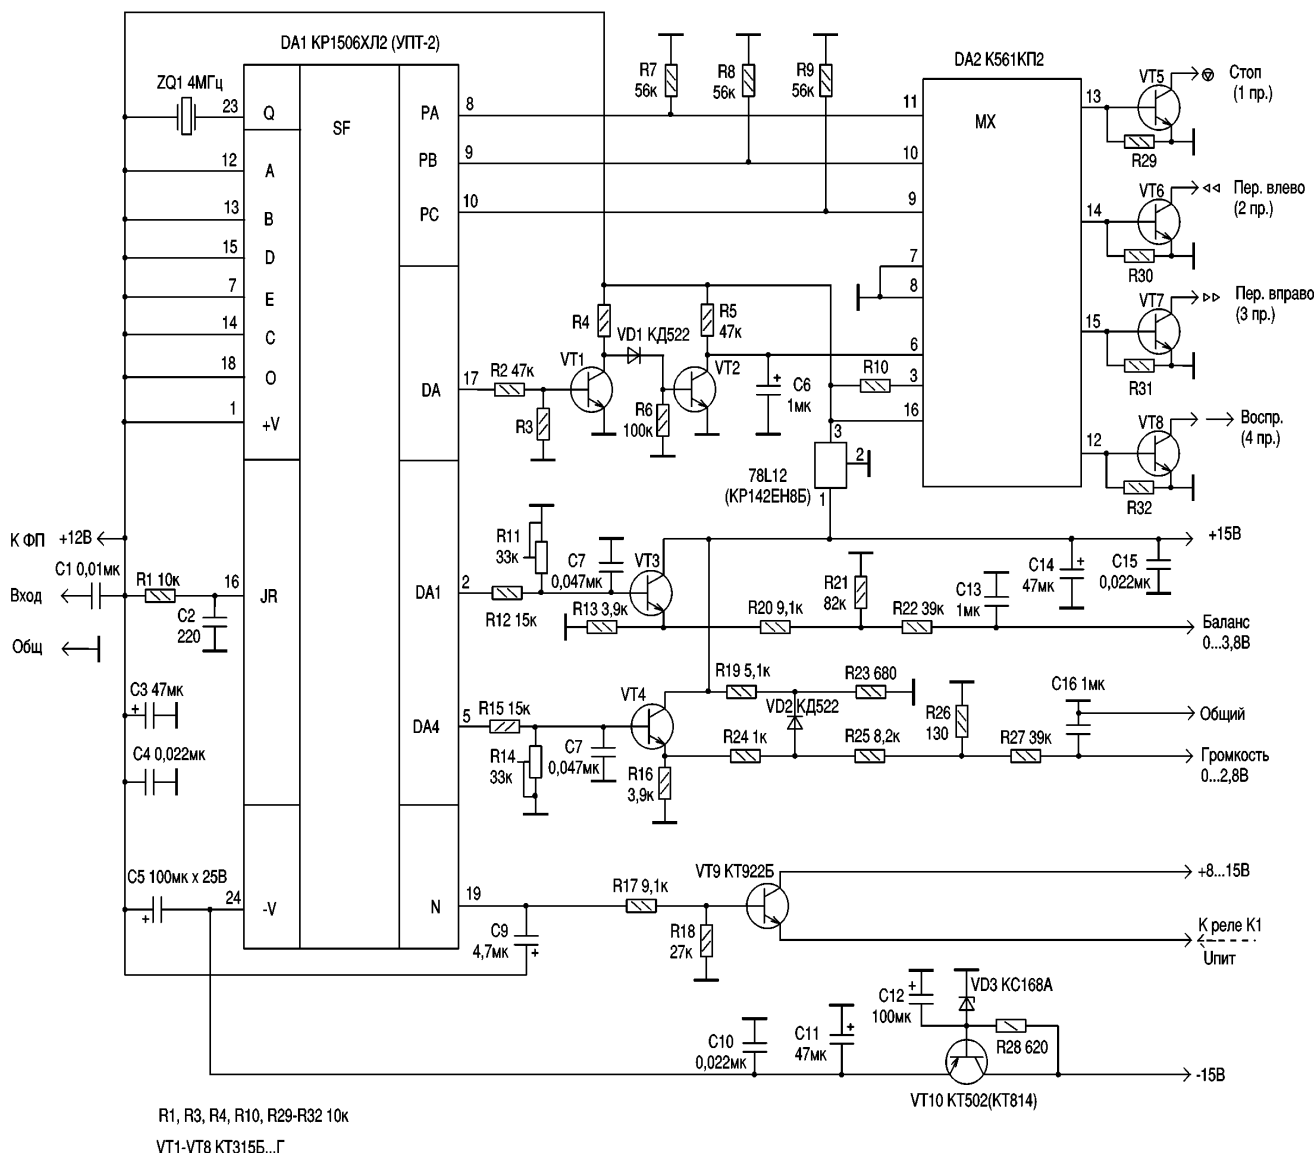 DA1 КР1506ХЛ2 (УПТ-2)
ZQ1 4МГц
23
Q
SF
PA
8
12
A
PB
9
13
B
PC
10
15
D
7
E
14
C
18
O
1
+V
DA
17
R2 47к
R3
R4
VD1 КД522
VT1
R5
47к
VT2
R6
100к
C6
1мк
+
R7
56к
R8
56к
R9
56к
DA2 К561КП2
MX
11
10
9
7
8
6
R10
3
16
13
14
15
12
VT5
Стоп
(1 пр.)
R29
VT6
Пер. влево
(2 пр.)
R30
VT7
Пер. вправо
(3 пр.)
R31
VT8
Воспр.
(4 пр.)
R32
3
2
78L12
(КР142ЕН8Б)
1
К ФП
+12В
C1 0,01мк
R1 10к
Вход
16
JR
C2
220
Общ
C3 47мк
+
C4 0,022мк
C5 100мк х 25В
+
24
-V
DA1
2
R11
33к
R12 15к
C7
0,047мк
VT3
R13 3,9к
R20 9,1к
R21
82к
R22 39к
C13
1мк
C14
47мк
+
C15
0,022мк
+15В
Баланс
0...3,8В
DA4
5
R15 15к
R14
33к
C7
0,047мк
VT4
R16
3,9к
R19 5,1к
VD2 КД522
R23 680
R24 1к
R25 8,2к
R26
130
R27 39к
C16 1мк
Общий
Громкость
0...2,8В
N
19
C9
4,7мк
+
R17 9,1к
R18
27к
VT9 КТ922Б
+8...15В
К реле К1
Uпит
C10
0,022мк
C11
47мк
+
C12
100мк
+
VD3 КС168А
R28 620
VT10 КТ502(КТ814)
-15В
R1, R3, R4, R10, R29-R32 10к
VT1-VT8 КТ315Б...Г